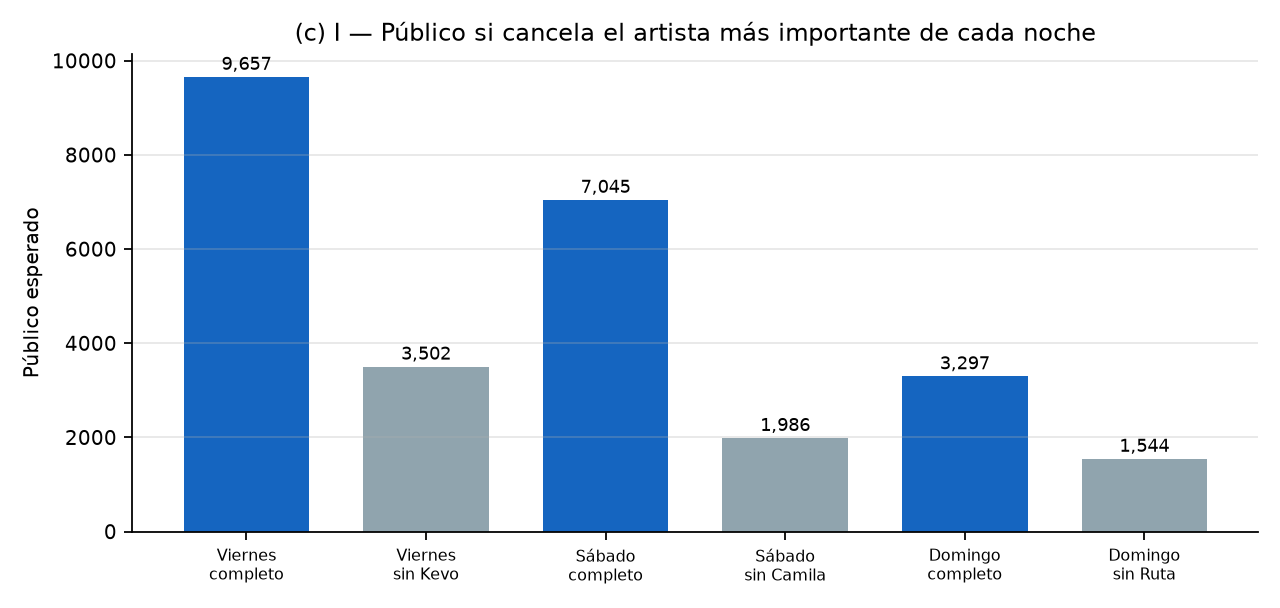 (c) I — Público si cancela el artista más importante de cada noche
Público esperado
10000
8000
6000
4000
2000
0
9,657
3,502
7,045
1,986
3,297
1,544
Viernes
completo
Viernes
sin Kevo
Sábado
completo
Sábado
sin Camila
Domingo
completo
Domingo
sin Ruta